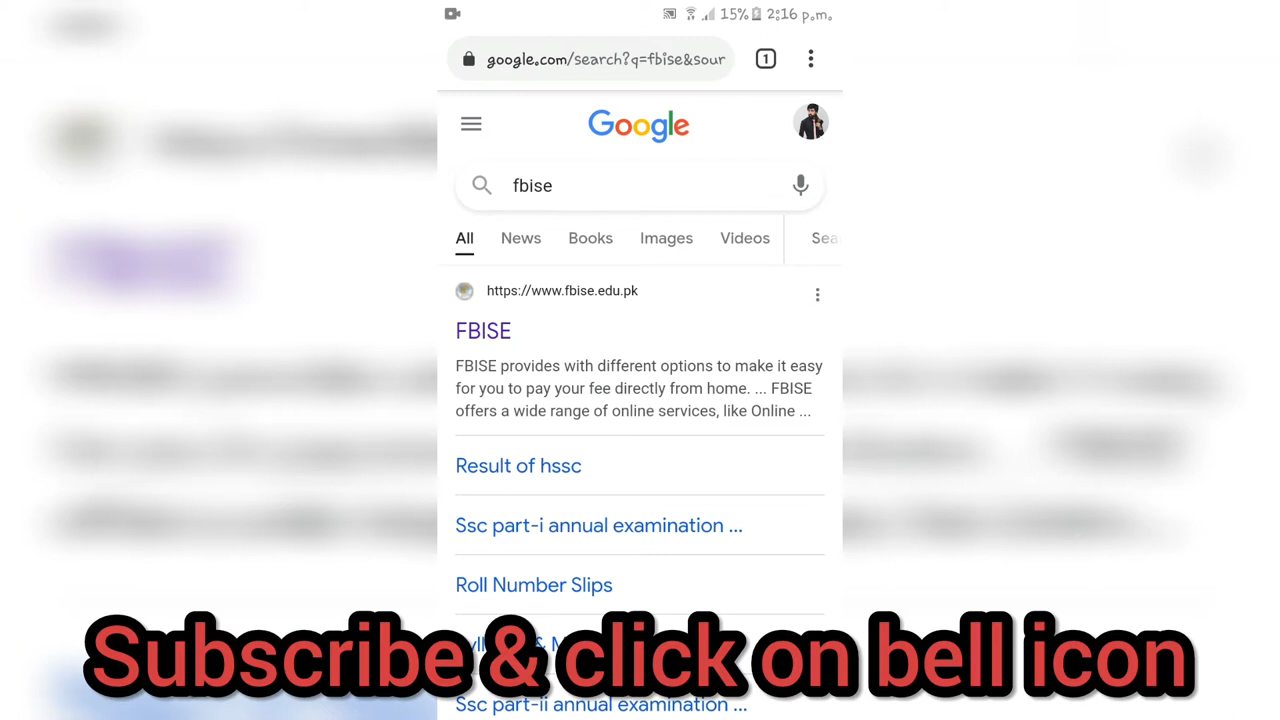 15% 2:16 p.m.
google.com/search?q=fbise&sour
1
Google
fbise
All News Books Images Videos Sea
https://www.fbise.edu.pk
FBISE
FBISE provides with different options to make it easy
for you to pay your fee directly from home. ... FBISE
offers a wide range of online services, like Online ...
Result of hssc
Ssc part-i annual examination ...
Roll Number Slips
Subscribe & click on bell icon
Ssc part-ii annual examination ...